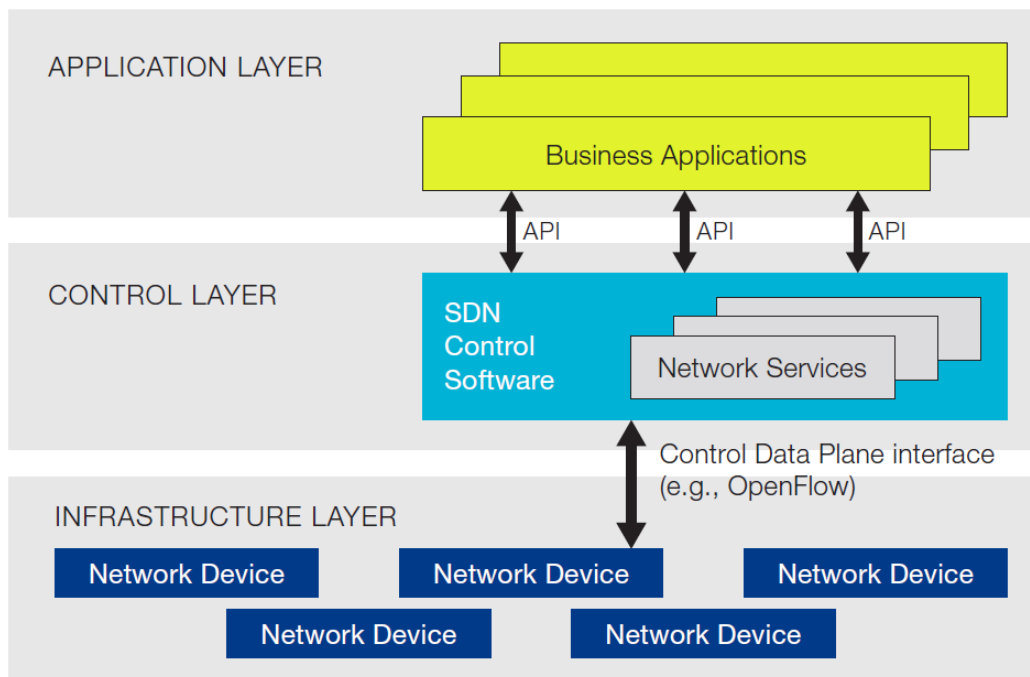 APPLICATION LAYER
Business Applications
API
API
API
CONTROL LAYER
SDN
Control
Software
Network Services
Control Data Plane interface
(e.g., OpenFlow)
INFRASTRUCTURE LAYER
Network Device
Network Device
Network Device
Network Device
Network Device